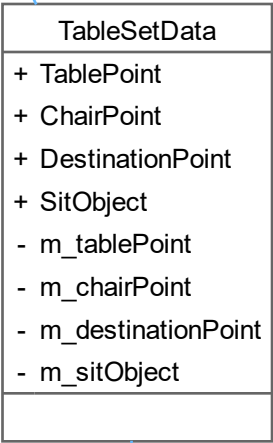 TableSetData
+ TablePoint
+ ChairPoint
+ DestinationPoint
+ SitObject
- m_tablePoint
- m_chairPoint
- m_destinationPoint
- m_sitObject